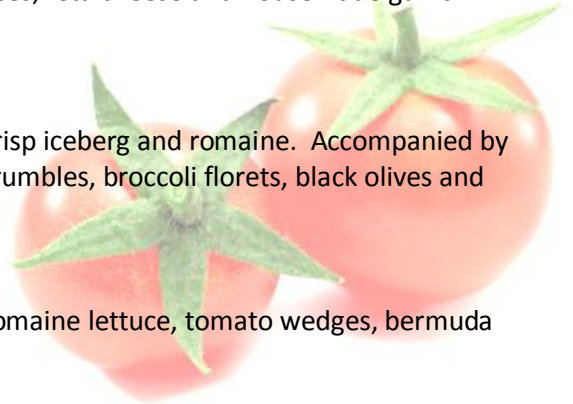 risp iceberg and romaine.  Accompanied by
rumbles, broccoli florets, black olives and
omaine lettuce, tomato wedges, bermuda